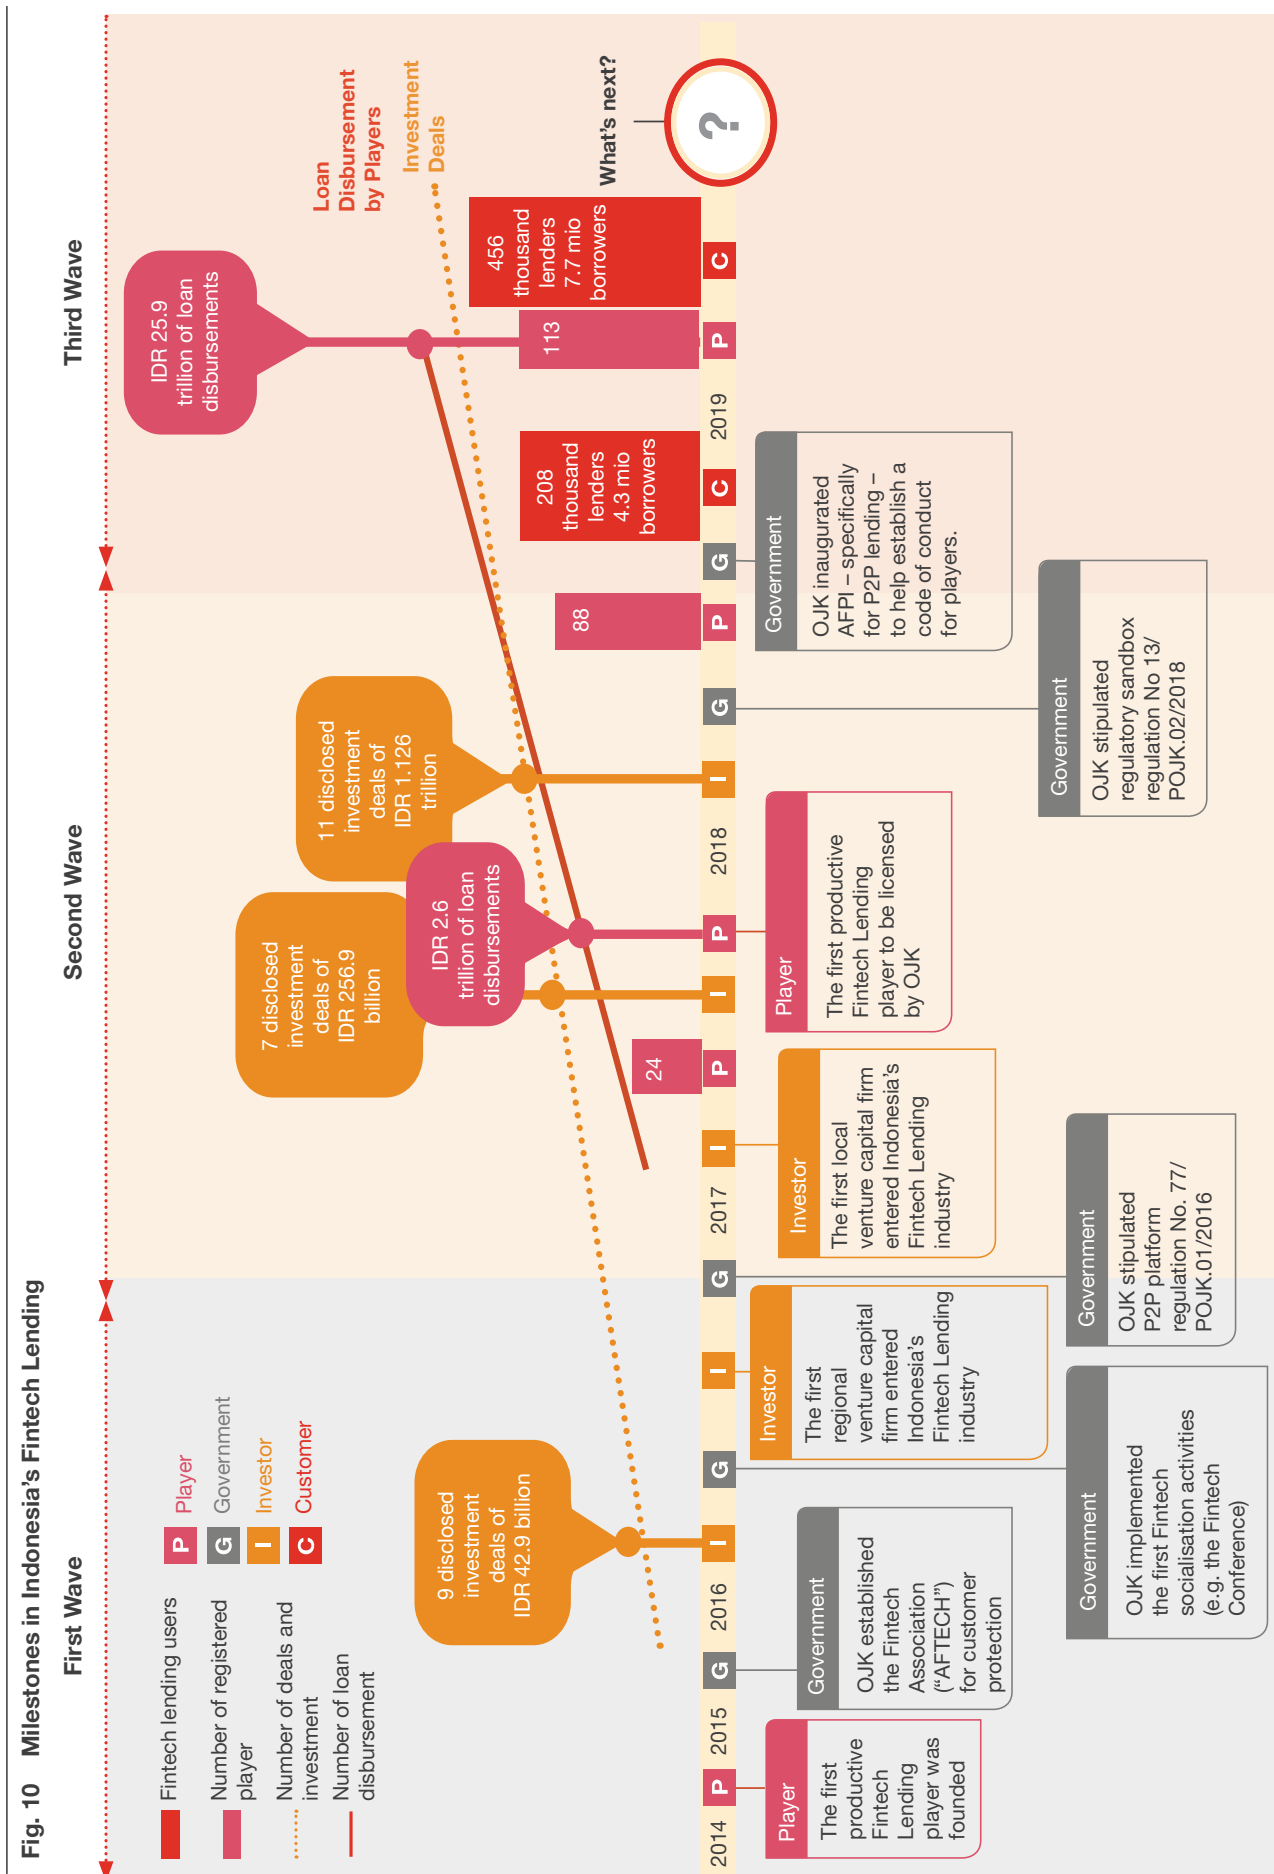 Fig. 10 Milestones in Indonesia's Fintech Lending
First Wave
Second Wave
Third Wave
Fintech lending users
Number of registered
player
Number of deals and
investment
Number of loan
disbursement
P Player
G Government
I Investor
C Customer
9 disclosed
investment
deals of
IDR 42.9 billion
7 disclosed
investment
deals of
IDR 256.9
billion
IDR 2.6
trillion of loan
disbursements
11 disclosed
investment
deals of
IDR 1.126
trillion
IDR 25.9
trillion of loan
disbursements
Loan
Disbursement
by Players
Investment
Deals
24
88
208
thousand
lenders
4.3 mio
borrowers
113
456
thousand
lenders
7.7 mio
borrowers
What's next?
2014 P 2015 G 2016 I G I G 2017 I P I P 2018 I G P G C 2019 P C ?
Player
The first
productive
Fintech
Lending
player was
founded
Government
OJK established
the Fintech
Association
("AFTECH")
for customer
protection
Government
OJK implemented
the first Fintech
socialisation activities
(e.g. the Fintech
Conference)
Investor
The first
regional
venture capital
firm entered
Indonesia's
Fintech Lending
industry
Government
OJK stipulated
P2P platform
regulation No. 77/
POJK.01/2016
Investor
The first local
venture capital firm
entered Indonesia's
Fintech Lending
industry
Player
The first productive
Fintech Lending
player to be licensed
by OJK
Government
OJK stipulated
regulatory sandbox
regulation No 13/
POJK.02/2018
Government
OJK inaugurated
AFPI – specifically
for P2P lending –
to help establish a
code of conduct
for players.